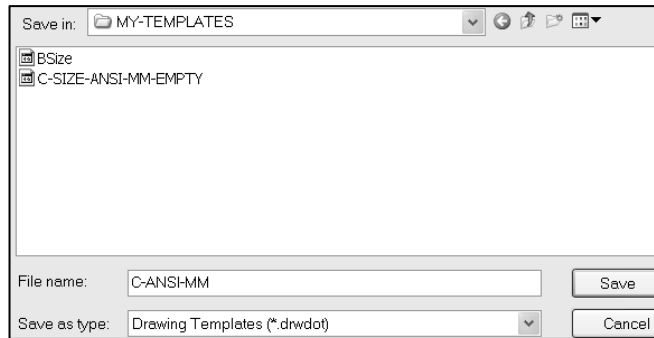 Save in: MY-TEMPLATES
BSize
C-SIZE-ANSI-MM-EMPTY
File name: C-ANSI-MM Save
Save as type: Drawing Templates (*.drwdot) Cancel